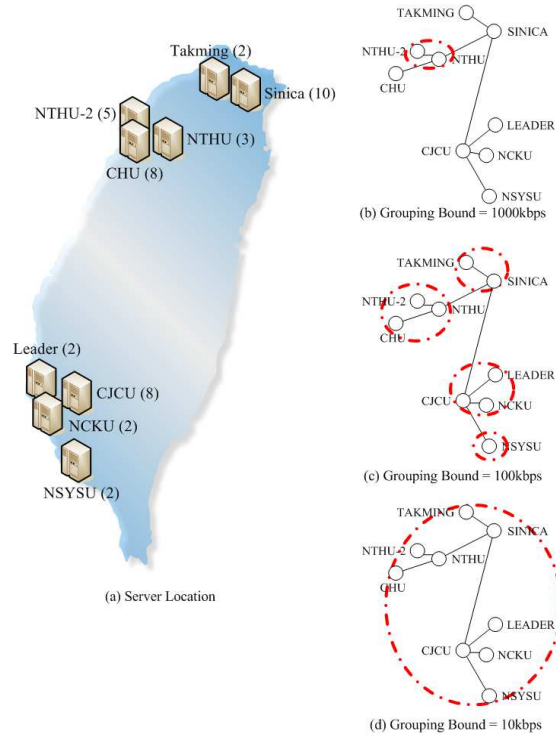 Takming (2)
Sinica (10)
NTHU-2 (5)
NTHU (3)
CHU (8)
Leader (2)
CJCU (8)
NCKU (2)
NSYSU (2)
(a) Server Location
TAKMING
SINICA
NTHU-2
NTHU
CHU
LEADER
CJCU
NCKU
NSYSU
(b) Grouping Bound = 1000kbps
TAKMING
SINICA
NTHU-2
NTHU
CHU
LEADER
CJCU
NCKU
NSYSU
(c) Grouping Bound = 100kbps
TAKMING
SINICA
NTHU-2
NTHU
CHU
LEADER
CJCU
NCKU
NSYSU
(d) Grouping Bound = 10kbps